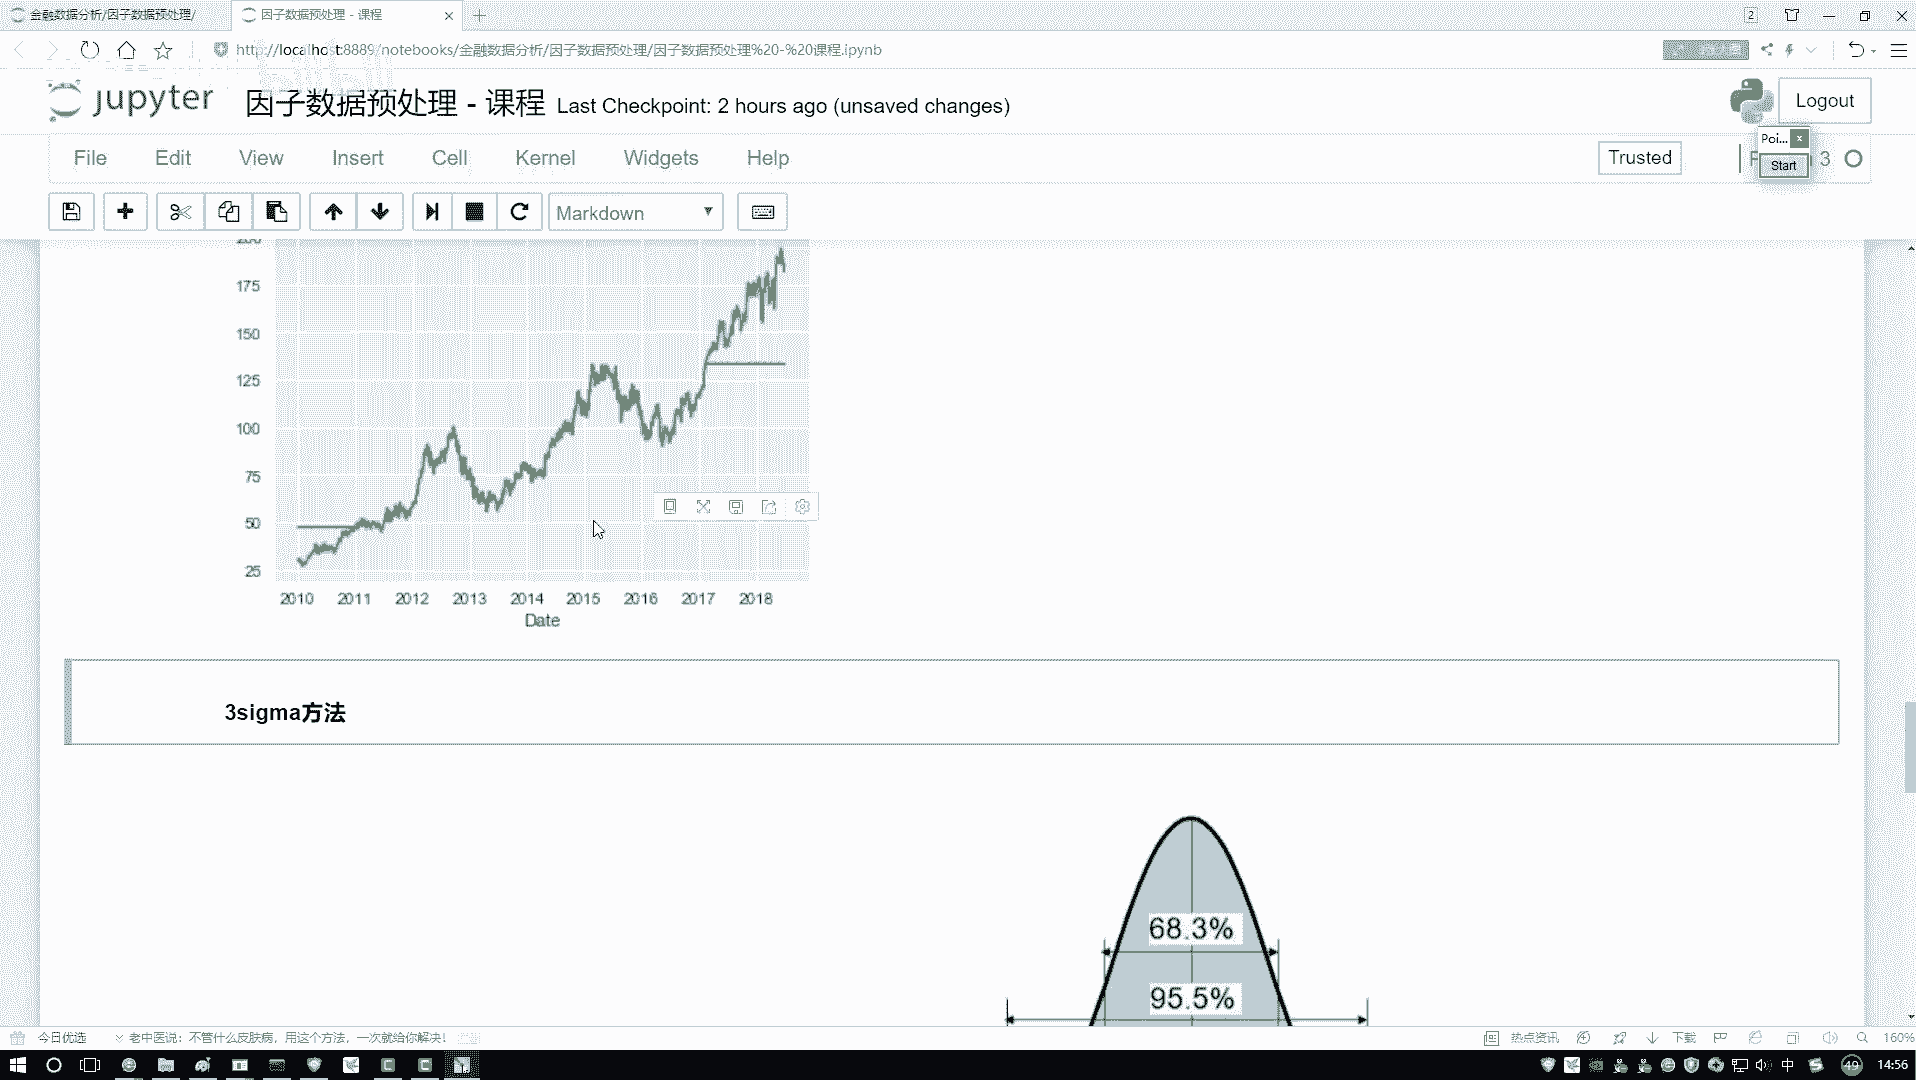 金融数据分析/因子数据预处理/
因子数据预处理 - 课程
2
http://localhost:8889/notebooks/金融数据分析/因子数据预处理/因子数据预处理%20-%20课程.ipynb
jupyter
因子数据预处理 - 课程 Last Checkpoint: 2 hours ago (unsaved changes)
Logout
Poi...
Start
File Edit View Insert Cell Kernel Widgets Help
Trusted
3
Markdown
200
175
150
125
100
75
50
25
2010 2011 2012 2013 2014 2015 2016 2017 2018
Date
3sigma方法
68.3%
95.5%
今日优选
老中医说：不管什么皮肤病，用这个方法，一次就给你解决！
热点资讯
下载
160%
中
49
14:56